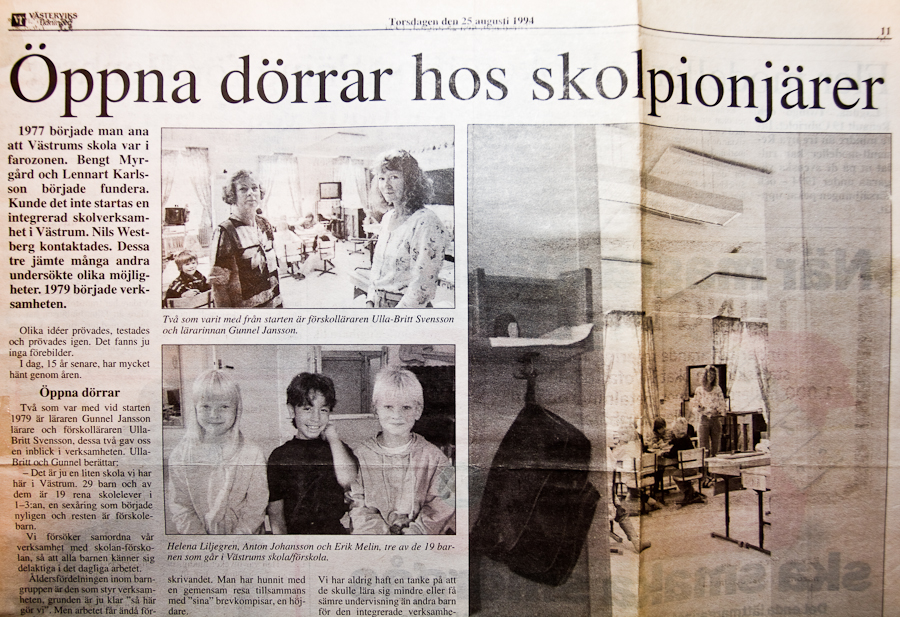 VT VÄSTERVIKS
Tidningen
Torsdagen den 25 augusti 1994
11
Öppna dörrar hos skolpionjärer
1977 började man ana
att Västrums skola var i
farozonen. Bengt Myr-
gård och Lennart Karls-
son började fundera.
Kunde det inte startas en
integrerad skolverksam-
het i Västrum. Nils West-
berg kontaktades. Dessa
tre jämte många andra
undersökte olika möjlig-
heter. 1979 började verk-
samheten.
Olika idéer prövades, testades
och prövades igen. Det fanns ju
inga förebilder.
I dag, 15 år senare, har mycket
hänt genom åren.
Öppna dörrar
Två som var med vid starten
1979 är läraren Gunnel Jansson
lärare och förskolläraren Ulla-
Britt Svensson, dessa två gav oss
en inblick i verksamheten. Ulla-
Britt och Gunnel berättar;
– Det är ju en liten skola vi har
här i Västrum. 29 barn och av
dem är 19 rena skolelever i
1–3:an, en sexåring som började
nyligen och resten är förskole-
barn.
Vi försöker samordna vår
verksamhet med skolan-försko-
lan, så att alla barnen känner sig
delaktiga i det dagliga arbetet.
Åldersfördelningen inom barn-
gruppen är den som styr verksam-
heten, grunden är ju klar "så här
gör vi". Men arbetet får ändå för-
Två som varit med från starten är förskolläraren Ulla-Britt Svensson
och lärarinnan Gunnel Jansson.
Helena Liljegren, Anton Johansson och Erik Melin, tre av de 19 bar-
nen som går i Västrums skola/förskola.
skrivandet. Man har hunnit med
en gemensam resa tillsammans
med "sina" brevkompisar, en höj-
dare.
Vi har aldrig haft en tanke på att
de skulle lära sig mindre eller få
sämre undervisning än andra barn
för den integrerade verksamhe-